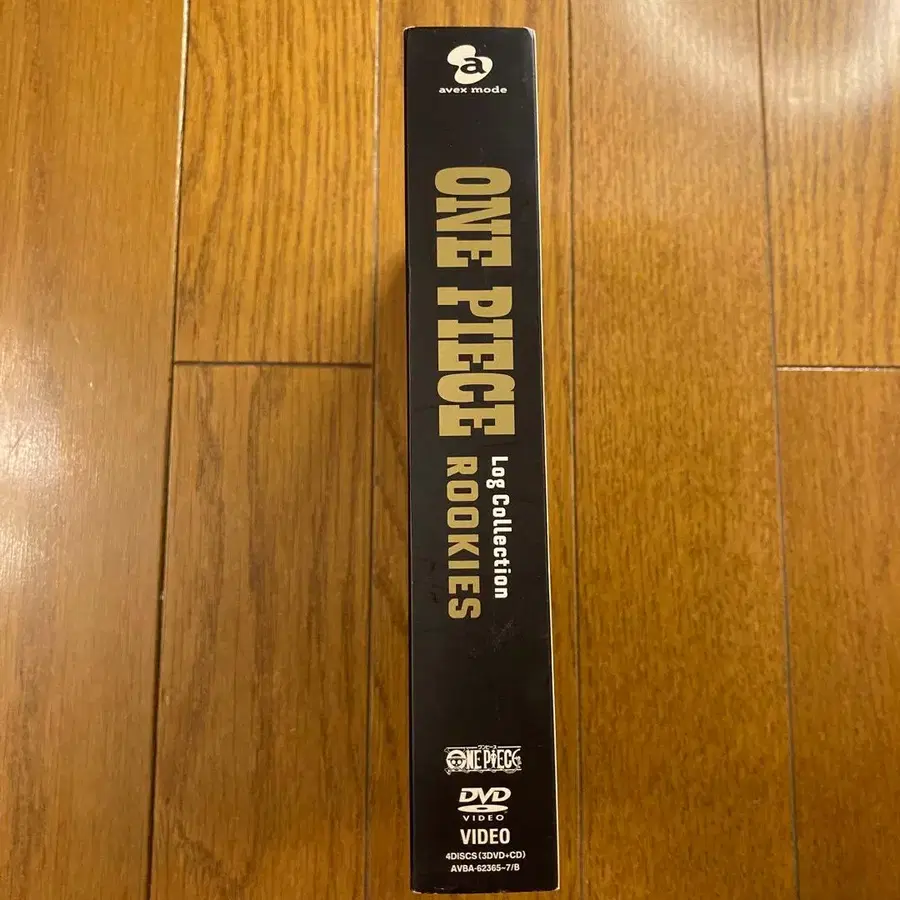 a
avex mode
ONE PIECE
Log Collection
ROOKIES
ワンピース
ONE PIECE
DVD
VIDEO
VIDEO
4DISCS(3DVD+CD)
AVBA-62365~7/B